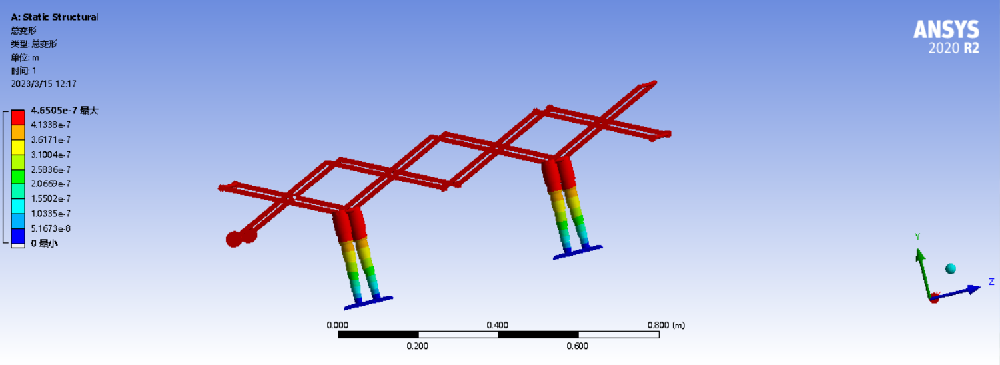 A: Static Structural
总变形
类型: 总变形
单位: m
时间: 1
2023/3/15 12:17
4.6505e-7 最大
4.1338e-7
3.6171e-7
3.1004e-7
2.5836e-7
2.0669e-7
1.5502e-7
1.0335e-7
5.1673e-8
0 最小
ANSYS
2020 R2
0.000 0.400 0.800 (m)
0.200 0.600
Y
Z
X